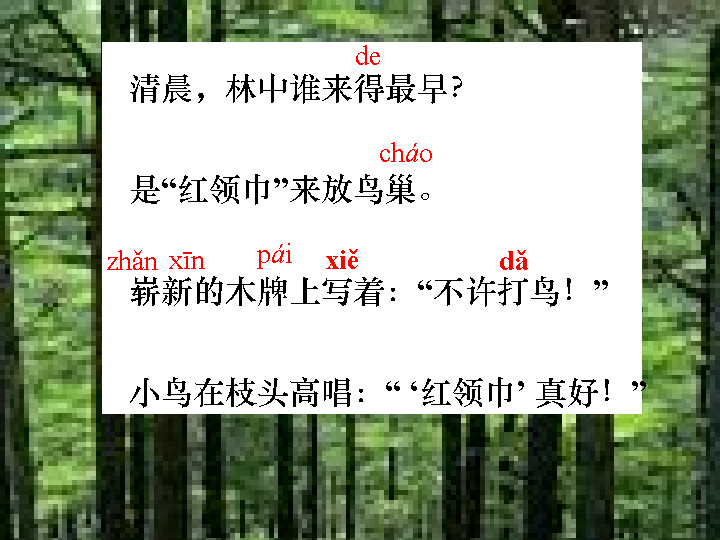 de
清晨，林中谁来得最早？
cháo
是“红领巾”来放鸟巢。
zhǎn xīn pái xiě dǎ
崭新的木牌上写着：“不许打鸟！”
小鸟在枝头高唱：“ ‘红领巾’ 真好！”